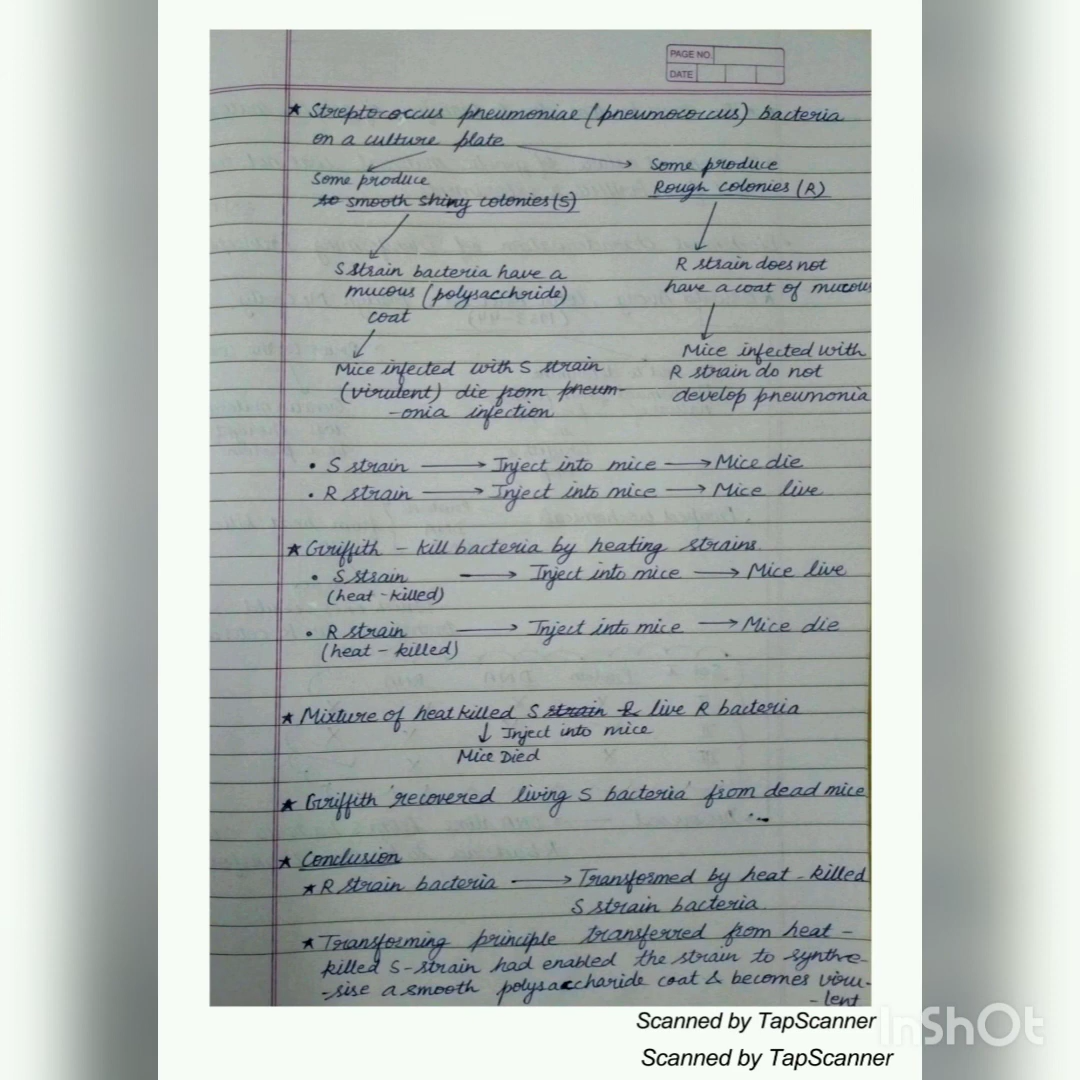 PAGE NO.
DATE
★ Streptococcus pneumoniae (pneumococcus) bacteria
on a culture plate
Some produce
smooth shiny colonies (S)
Some produce
Rough colonies (R)
S strain bacteria have a
mucous (polysacchride)
coat
R strain does not
have a coat of mucous
Mice infected with S strain
(virulent) die from pneum-
-onia infection
Mice infected with
R strain do not
develop pneumonia
• S strain → Inject into mice → Mice die
• R strain → Inject into mice → Mice live
★ Griffith - kill bacteria by heating strains.
• S strain → Inject into mice → Mice live
(heat-killed)
• R strain → Inject into mice → Mice die
(heat-killed)
★ Mixture of heat killed S strain & live R bacteria
↓ Inject into mice
Mice Died
★ Griffith 'recovered living S bacteria' from dead mice
★ Conclusion
★ R strain bacteria → Transformed by heat-killed
S strain bacteria
★ Transforming principle transferred from heat-
killed S-strain had enabled the strain to synthe-
-sise a smooth polysaccharide coat & becomes viru-
-lent
Scanned by TapScanner
Scanned by TapScanner
InShOt